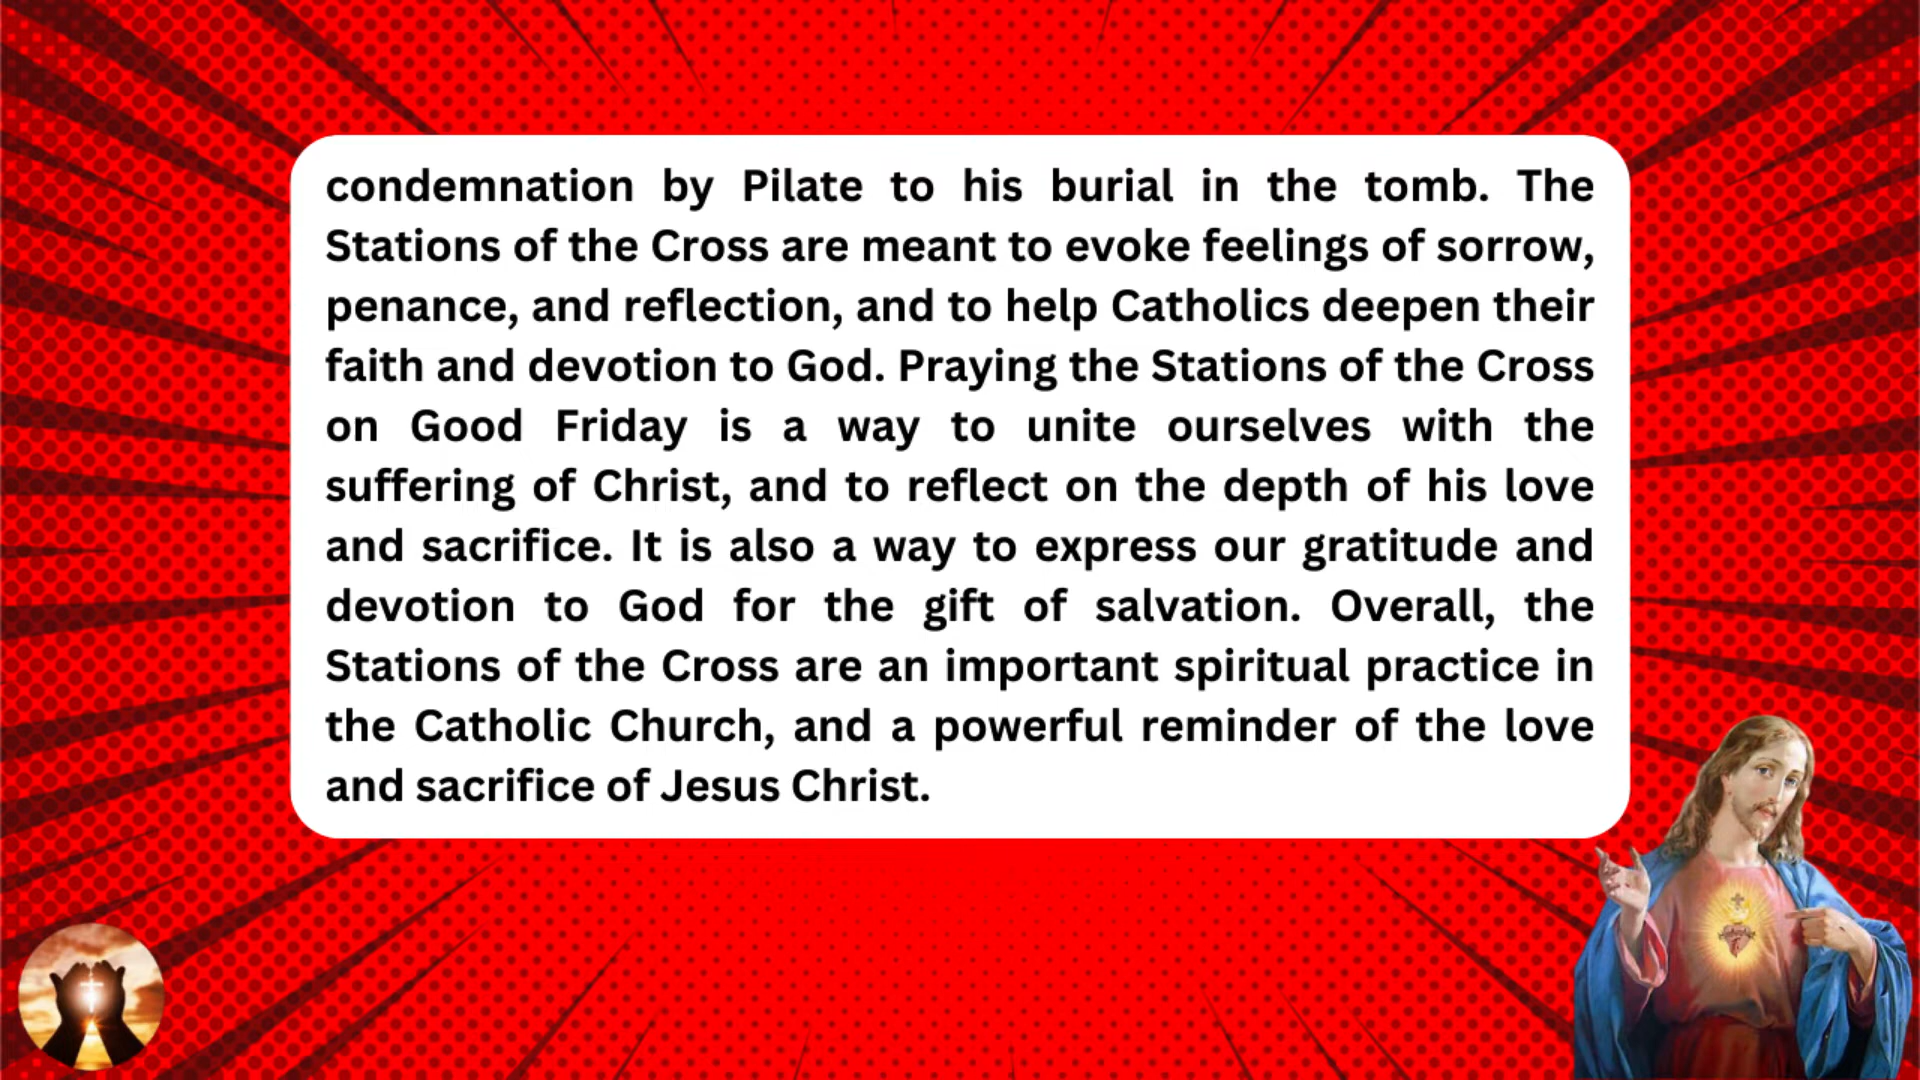 condemnation by Pilate to his burial in the tomb. The
Stations of the Cross are meant to evoke feelings of sorrow,
penance, and reflection, and to help Catholics deepen their
faith and devotion to God. Praying the Stations of the Cross
on Good Friday is a way to unite ourselves with the
suffering of Christ, and to reflect on the depth of his love
and sacrifice. It is also a way to express our gratitude and
devotion to God for the gift of salvation. Overall, the
Stations of the Cross are an important spiritual practice in
the Catholic Church, and a powerful reminder of the love
and sacrifice of Jesus Christ.